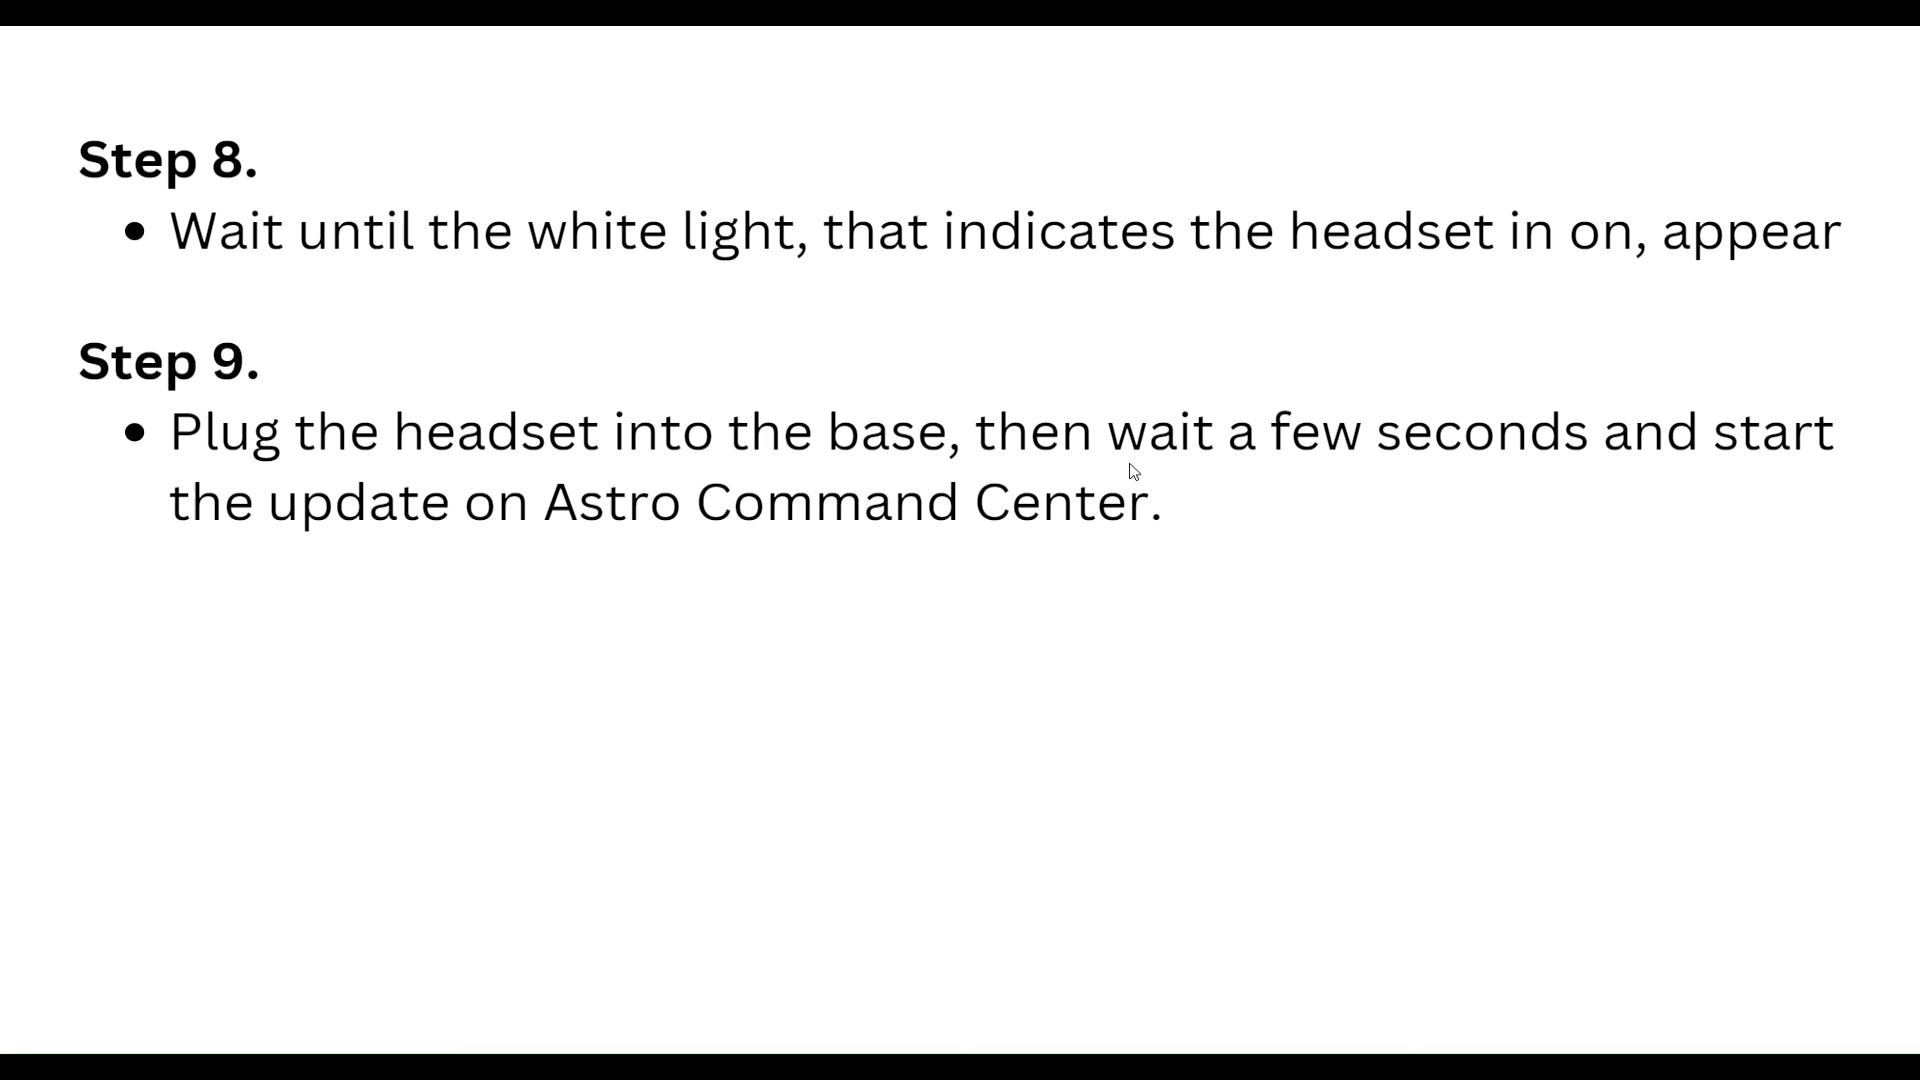 Step 8.
• Wait until the white light, that indicates the headset in on, appear
Step 9.
• Plug the headset into the base, then wait a few seconds and start
the update on Astro Command Center.